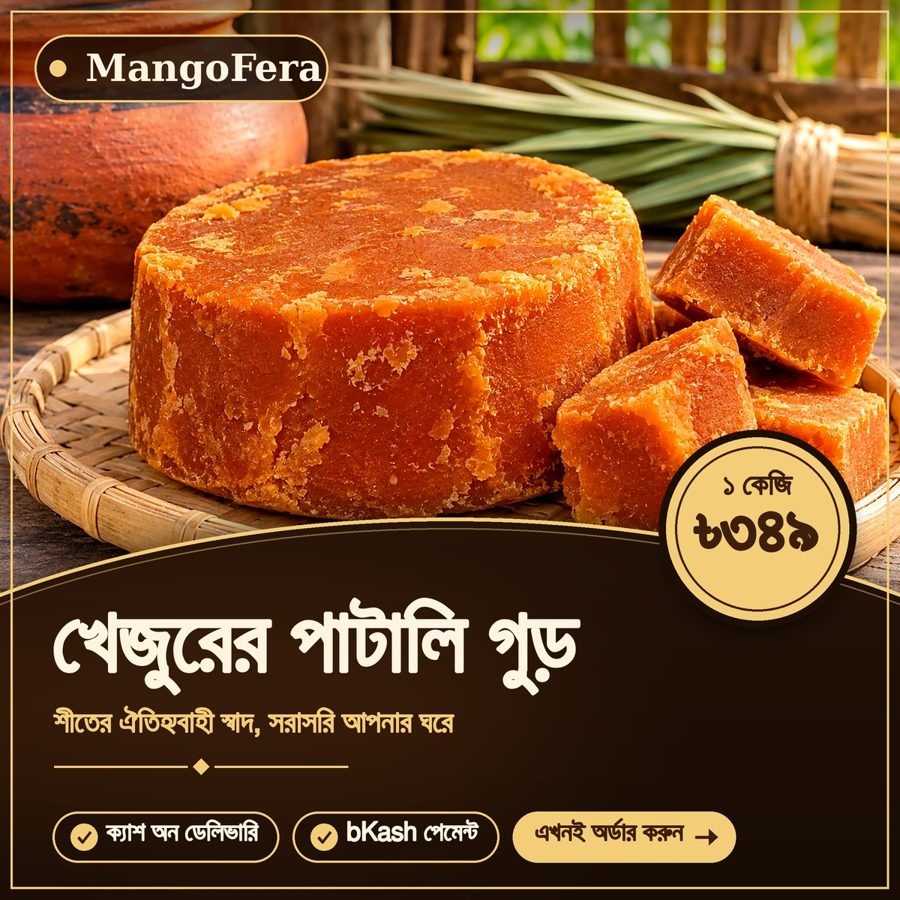 MangoFera
১ কেজি
৳৩৪৯
খেজুরের পাটালি গুড়
শীতের ঐতিহ্যবাহী স্বাদ, সরাসরি আপনার ঘরে
ক্যাশ অন ডেলিভারি
bKash পেমেন্ট
এখনই অর্ডার করুন →